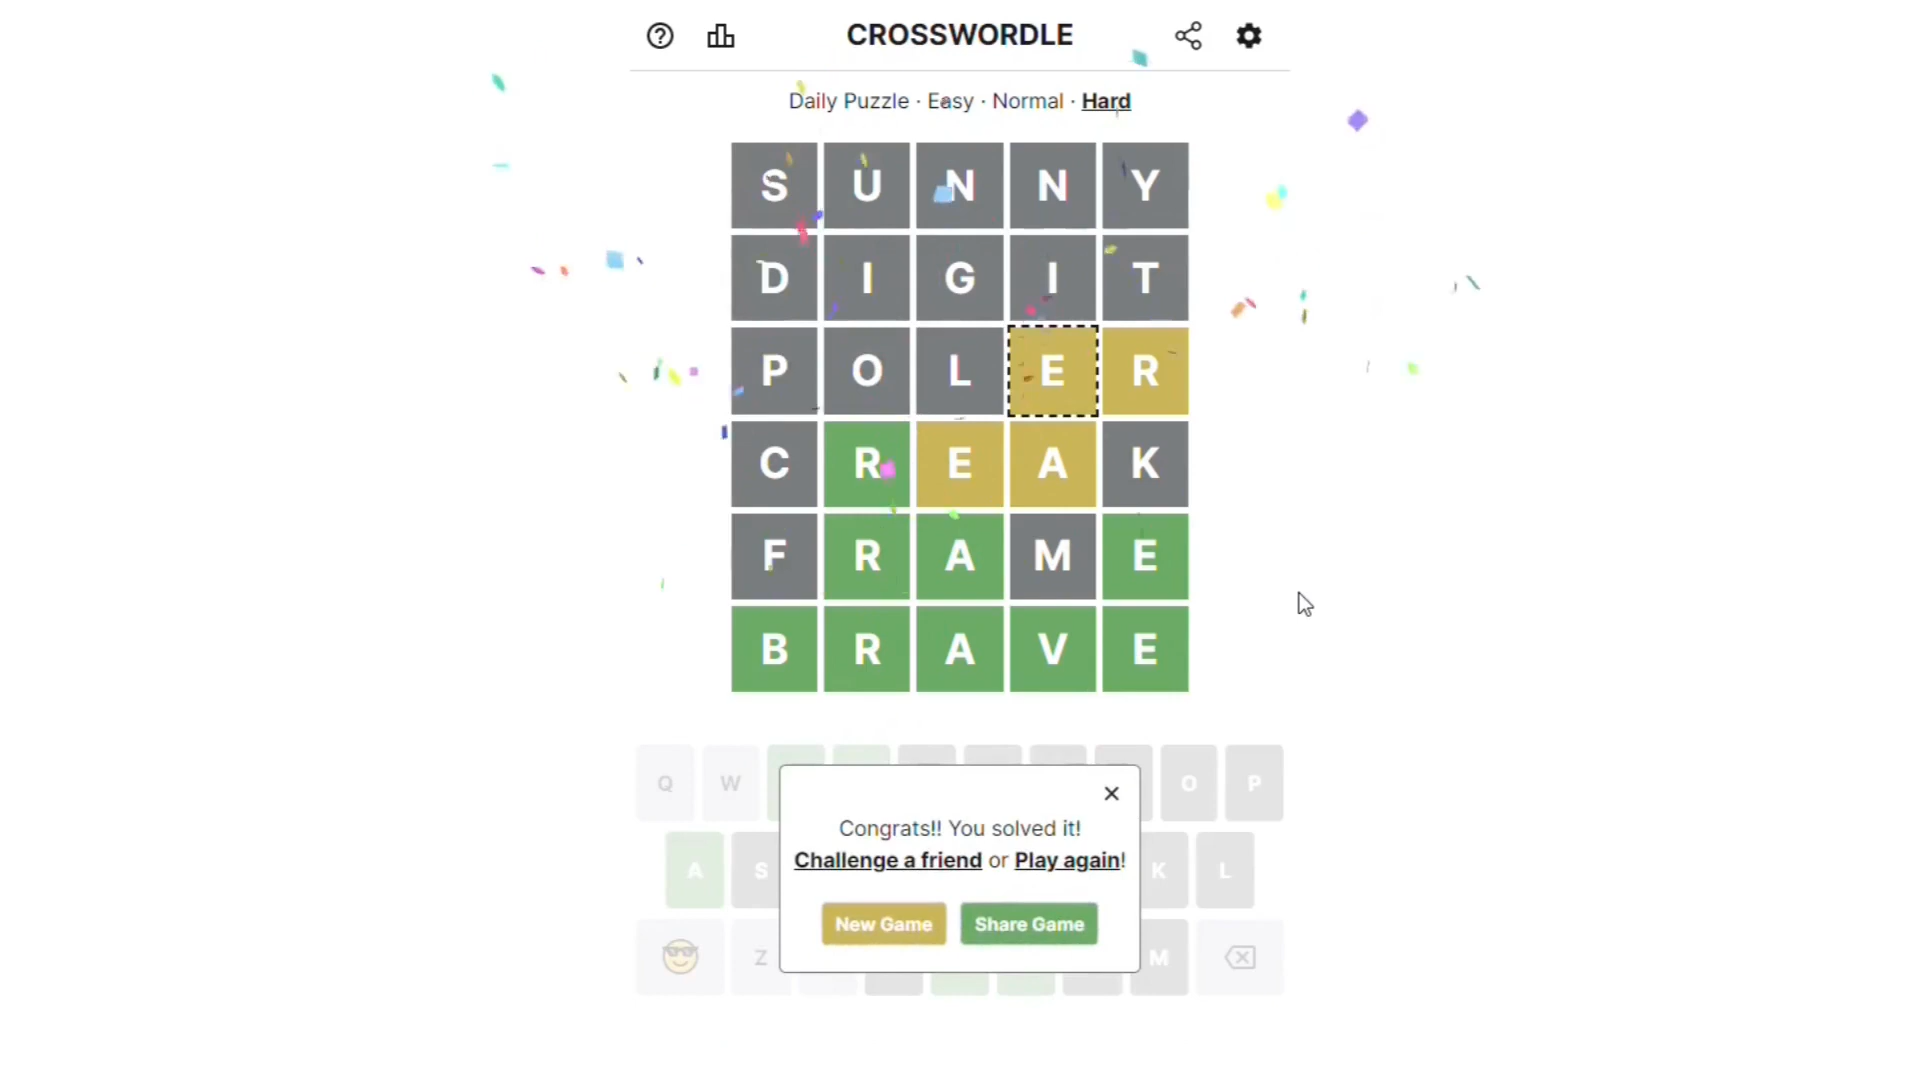 CROSSWORDLE
Daily Puzzle · Easy · Normal · Hard
S U N N Y
D I G I T
P O L E R
C R E A K
F R A M E
B R A V E
Q W O P
A S K L
Z M
Congrats!! You solved it!
Challenge a friend or Play again!
New Game Share Game